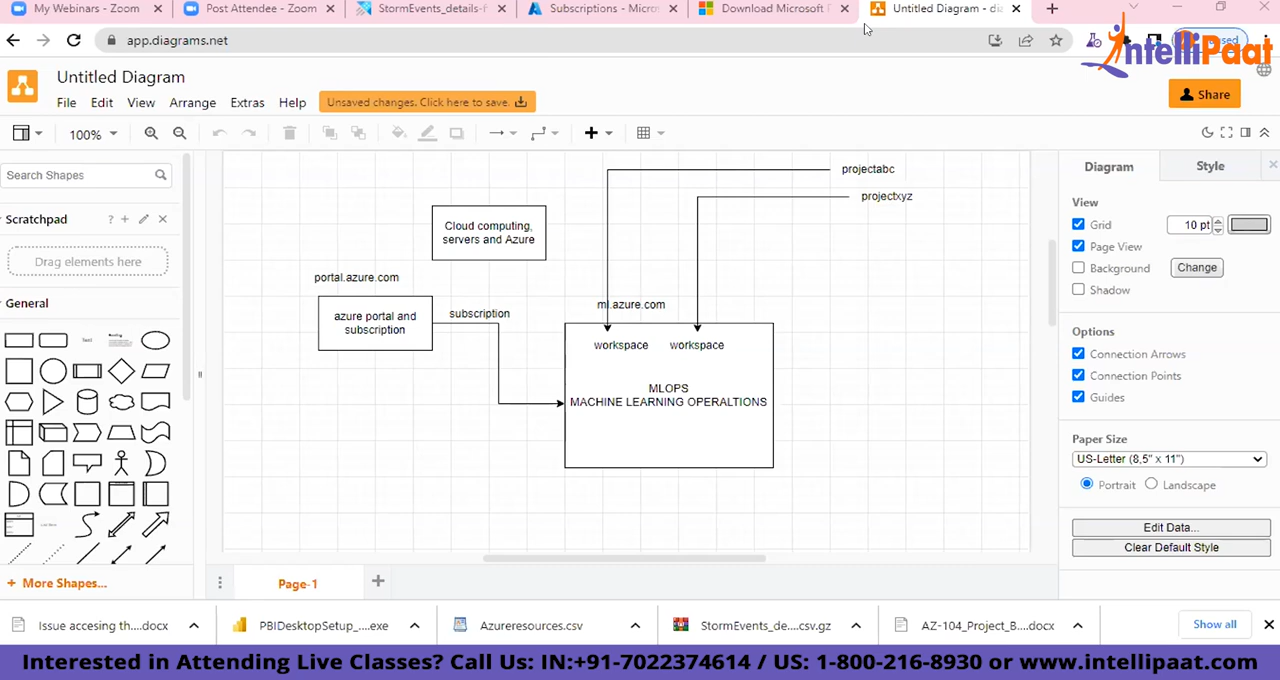 My Webinars - Zoom
Post Attendee - Zoom
StormEvents_details-f
Subscriptions - Micro
Download Microsoft P
Untitled Diagram - dia
app.diagrams.net
IntelliPaat
Untitled Diagram
File Edit View Arrange Extras Help
Unsaved changes. Click here to save.
Share
100%
Search Shapes
Scratchpad
?
Drag elements here
General
Text
Heading
More Shapes...
projectabc
projectxyz
Cloud computing,
servers and Azure
portal.azure.com
azure portal and
subscription
subscription
ml.azure.com
workspace
workspace
MLOPS
MACHINE LEARNING OPERALTIONS
Diagram
Style
View
Grid
10 pt
Page View
Background
Change
Shadow
Options
Connection Arrows
Connection Points
Guides
Paper Size
US-Letter (8,5" x 11")
Portrait
Landscape
Edit Data...
Clear Default Style
Page-1
Issue accesing th....docx
PBIDesktopSetup_....exe
Azureresources.csv
StormEvents_de....csv.gz
AZ-104_Project_B....docx
Show all
Interested in Attending Live Classes? Call Us: IN:+91-7022374614 / US: 1-800-216-8930 or www.intellipaat.com